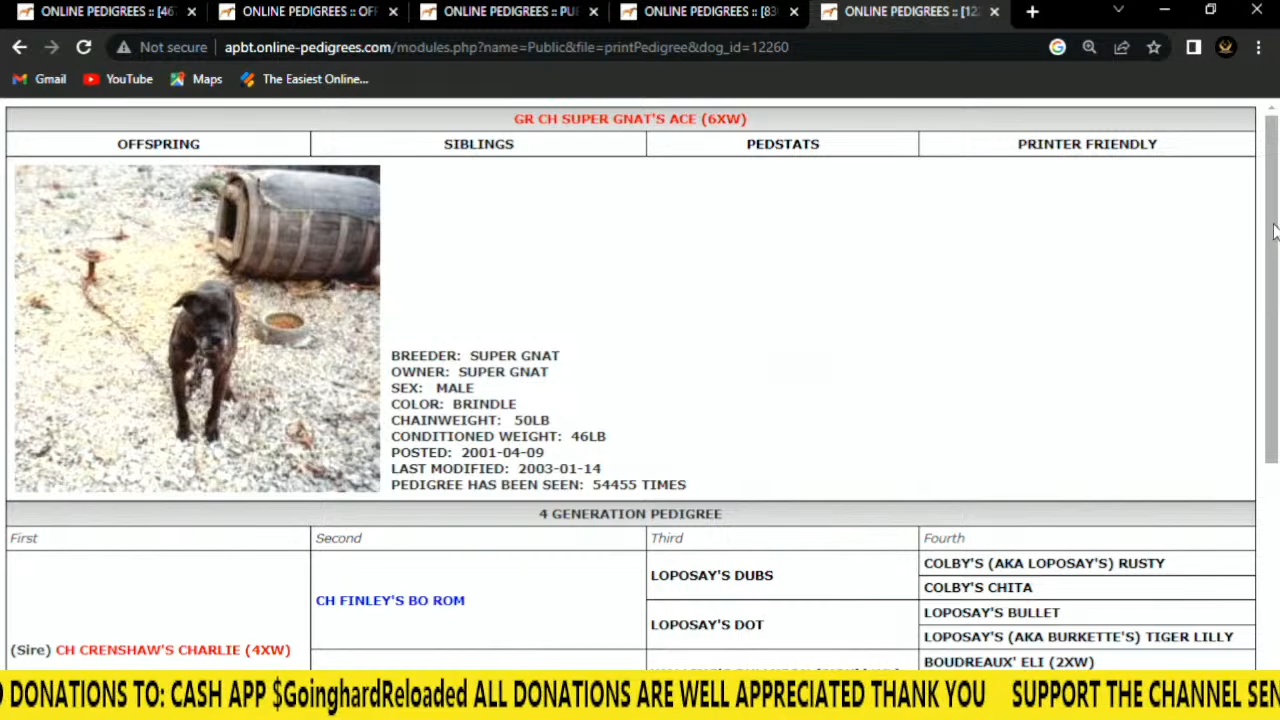 ONLINE PEDIGREES :: [467
ONLINE PEDIGREES :: OFF
ONLINE PEDIGREES :: PU
ONLINE PEDIGREES :: [830
ONLINE PEDIGREES :: [122
Not secure
apbt.online-pedigrees.com/modules.php?name=Public&file=printPedigree&dog_id=12260
Gmail
YouTube
Maps
The Easiest Online...
GR CH SUPER GNAT'S ACE (6XW)
OFFSPRING
SIBLINGS
PEDSTATS
PRINTER FRIENDLY
BREEDER: SUPER GNAT
OWNER: SUPER GNAT
SEX: MALE
COLOR: BRINDLE
CHAINWEIGHT: 50LB
CONDITIONED WEIGHT: 46LB
POSTED: 2001-04-09
LAST MODIFIED: 2003-01-14
PEDIGREE HAS BEEN SEEN: 54455 TIMES
4 GENERATION PEDIGREE
First
Second
Third
Fourth
(Sire) CH CRENSHAW'S CHARLIE (4XW)
CH FINLEY'S BO ROM
LOPOSAY'S DUBS
LOPOSAY'S DOT
COLBY'S (AKA LOPOSAY'S) RUSTY
COLBY'S CHITA
LOPOSAY'S BULLET
LOPOSAY'S (AKA BURKETTE'S) TIGER LILLY
BOUDREAUX' ELI (2XW)
DONATIONS TO: CASH APP $GoinghardReloaded ALL DONATIONS ARE WELL APPRECIATED THANK YOU SUPPORT THE CHANNEL SEN